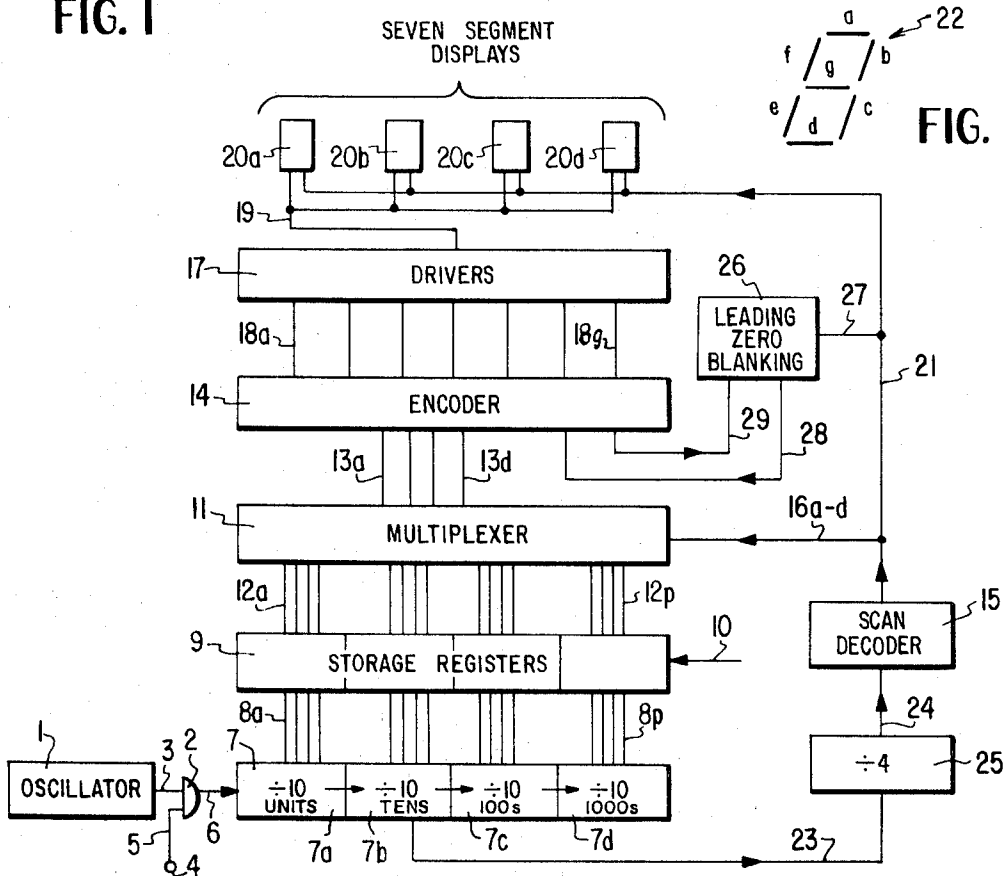 FIG. 1
SEVEN SEGMENT
DISPLAYS
a
22
f
g
b
e
d
c
FIG.
20a
20b
20c
20d
19
17
DRIVERS
26
LEADING
ZERO
BLANKING
27
21
18a
18g
14
ENCODER
29
28
13a
13d
11
MULTIPLEXER
16a-d
12a
12p
15
SCAN
DECODER
9
STORAGE REGISTERS
10
8a
8p
24
1
OSCILLATOR
3
2
6
5
4
7
÷10
UNITS
÷10
TENS
÷10
100s
÷10
1000s
÷4
25
7a
7b
7c
7d
23